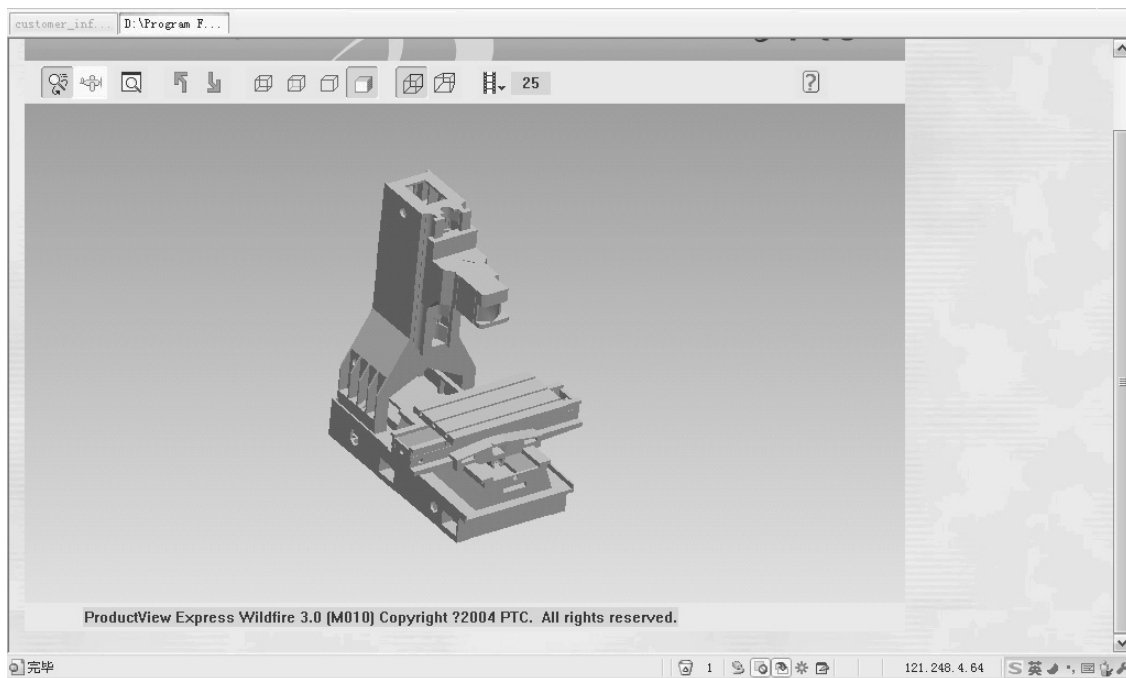 customer_inf... D:\Program F...
25 ?
ProductView Express Wildfire 3.0 (M010) Copyright ?2004 PTC. All rights reserved.
完毕 1 121.248.4.64 S 英